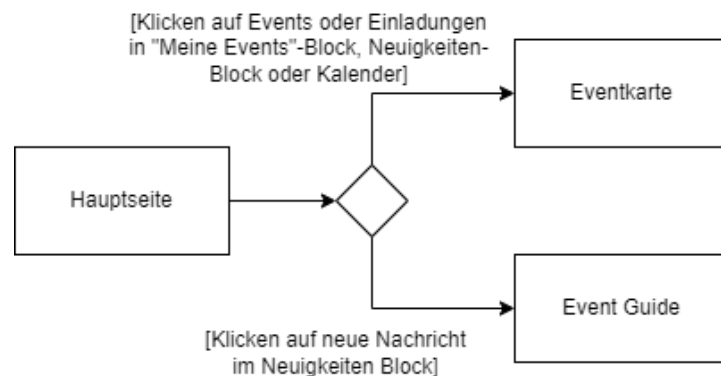 [Klicken auf Events oder Einladungen
in "Meine Events"-Block, Neuigkeiten-
Block oder Kalender]
Eventkarte
Hauptseite
Event Guide
[Klicken auf neue Nachricht
im Neuigkeiten Block]